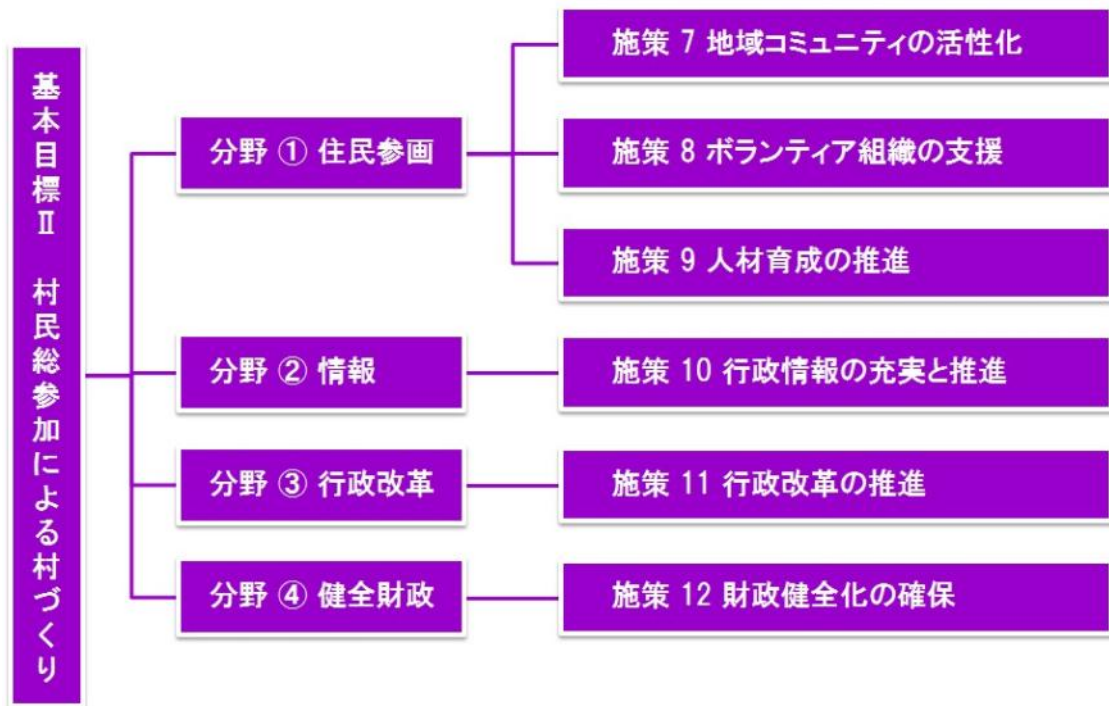 基本目標Ⅱ　村民総参加による村づくり
分野 ① 住民参画
施策 7 地域コミュニティの活性化
施策 8 ボランティア組織の支援
施策 9 人材育成の推進
分野 ② 情報
施策 10 行政情報の充実と推進
分野 ③ 行政改革
施策 11 行政改革の推進
分野 ④ 健全財政
施策 12 財政健全化の確保